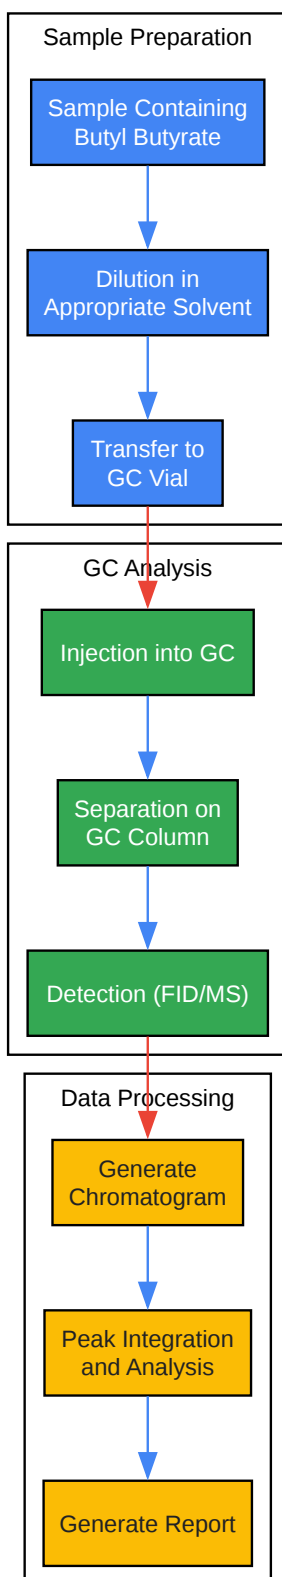 Sample Preparation
Sample Containing
Butyl Butyrate
Dilution in
Appropriate Solvent
Transfer to
GC Vial
GC Analysis
Injection into GC
Separation on
GC Column
Detection (FID/MS)
Data Processing
Generate
Chromatogram
Peak Integration
and Analysis
Generate Report